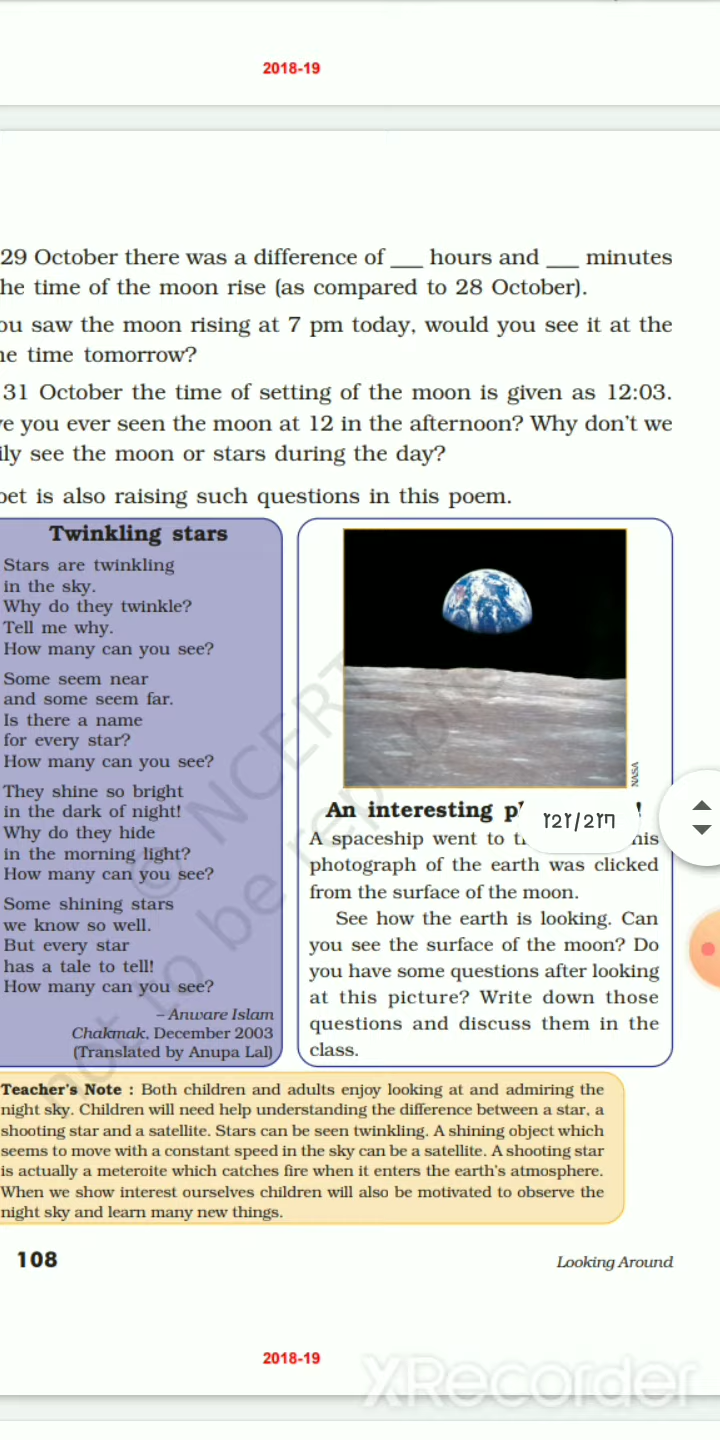 2018-19
29 October there was a difference of ___ hours and ___ minutes
he time of the moon rise (as compared to 28 October).
ou saw the moon rising at 7 pm today, would you see it at the
ne time tomorrow?
31 October the time of setting of the moon is given as 12:03.
ve you ever seen the moon at 12 in the afternoon? Why don't we
ily see the moon or stars during the day?
oet is also raising such questions in this poem.
Twinkling stars
Stars are twinkling
in the sky.
Why do they twinkle?
Tell me why.
How many can you see?
Some seem near
and some seem far.
Is there a name
for every star?
How many can you see?
They shine so bright
in the dark of night!
Why do they hide
in the morning light?
How many can you see?
Some shining stars
we know so well.
But every star
has a tale to tell!
How many can you see?
– Anware Islam
Chakmak, December 2003
(Translated by Anupa Lal)
NASA
An interesting p !
A spaceship went to t his
photograph of the earth was clicked
from the surface of the moon.
See how the earth is looking. Can
you see the surface of the moon? Do
you have some questions after looking
at this picture? Write down those
questions and discuss them in the
class.
Teacher's Note : Both children and adults enjoy looking at and admiring the
night sky. Children will need help understanding the difference between a star, a
shooting star and a satellite. Stars can be seen twinkling. A shining object which
seems to move with a constant speed in the sky can be a satellite. A shooting star
is actually a meteroite which catches fire when it enters the earth's atmosphere.
When we show interest ourselves children will also be motivated to observe the
night sky and learn many new things.
108
Looking Around
2018-19
© NCERT
not to be republis
XRecorder